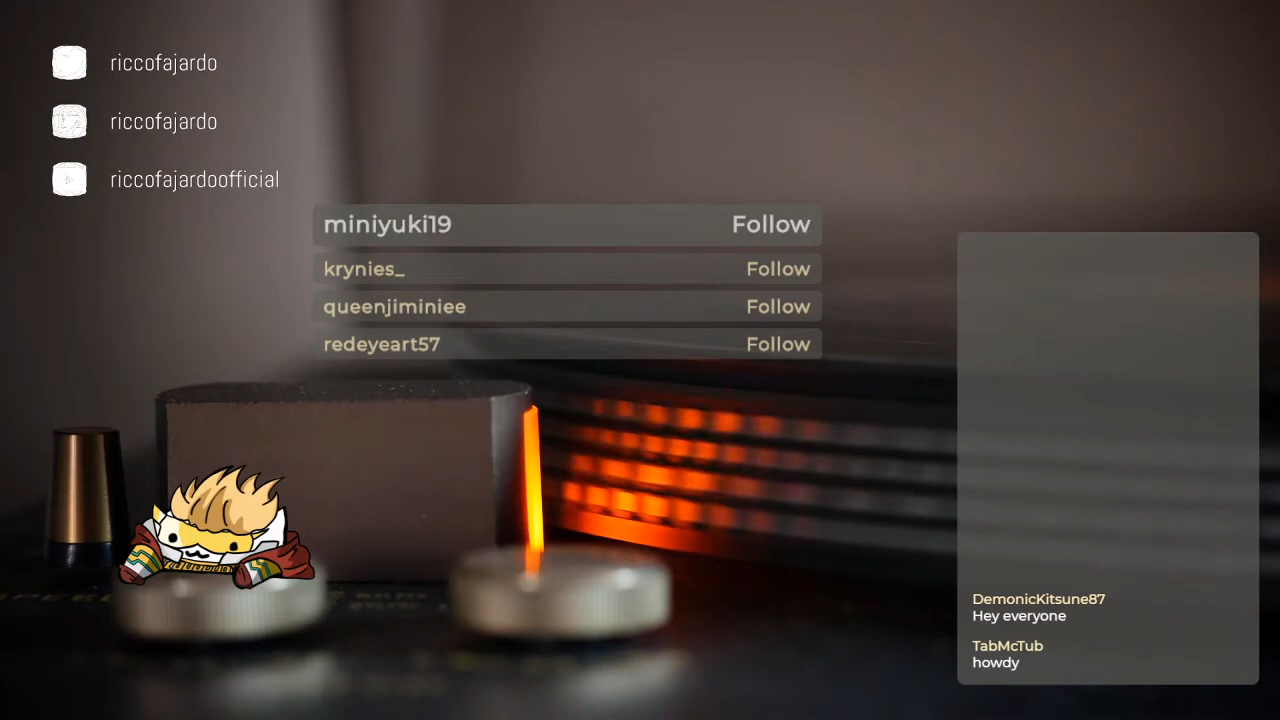 riccofajardo
riccofajardo
riccofajardoofficial
miniyuki19 Follow
krynies_ Follow
queenjiminiee Follow
redeyeart57 Follow
DemonicKitsune87
Hey everyone
TabMcTub
howdy